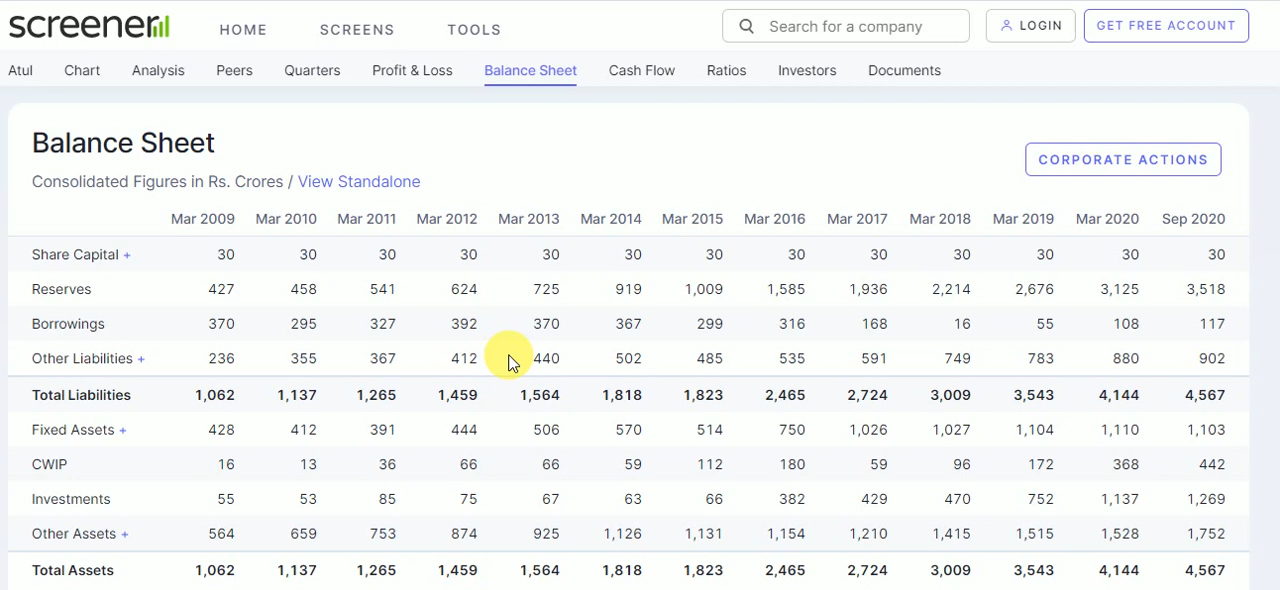 screener HOME SCREENS TOOLS Search for a company LOGIN GET FREE ACCOUNT
Atul Chart Analysis Peers Quarters Profit & Loss Balance Sheet Cash Flow Ratios Investors Documents
Balance Sheet
CORPORATE ACTIONS
Consolidated Figures in Rs. Crores / View Standalone
Mar 2009 Mar 2010 Mar 2011 Mar 2012 Mar 2013 Mar 2014 Mar 2015 Mar 2016 Mar 2017 Mar 2018 Mar 2019 Mar 2020 Sep 2020
Share Capital + 30 30 30 30 30 30 30 30 30 30 30 30 30
Reserves 427 458 541 624 725 919 1,009 1,585 1,936 2,214 2,676 3,125 3,518
Borrowings 370 295 327 392 370 367 299 316 168 16 55 108 117
Other Liabilities + 236 355 367 412 440 502 485 535 591 749 783 880 902
Total Liabilities 1,062 1,137 1,265 1,459 1,564 1,818 1,823 2,465 2,724 3,009 3,543 4,144 4,567
Fixed Assets + 428 412 391 444 506 570 514 750 1,026 1,027 1,104 1,110 1,103
CWIP 16 13 36 66 66 59 112 180 59 96 172 368 442
Investments 55 53 85 75 67 63 66 382 429 470 752 1,137 1,269
Other Assets + 564 659 753 874 925 1,126 1,131 1,154 1,210 1,415 1,515 1,528 1,752
Total Assets 1,062 1,137 1,265 1,459 1,564 1,818 1,823 2,465 2,724 3,009 3,543 4,144 4,567